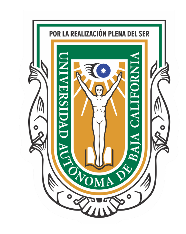 POR LA REALIZACIÓN PLENA DEL SER
UNIVERSIDAD AUTÓNOMA DE BAJA CALIFORNIA